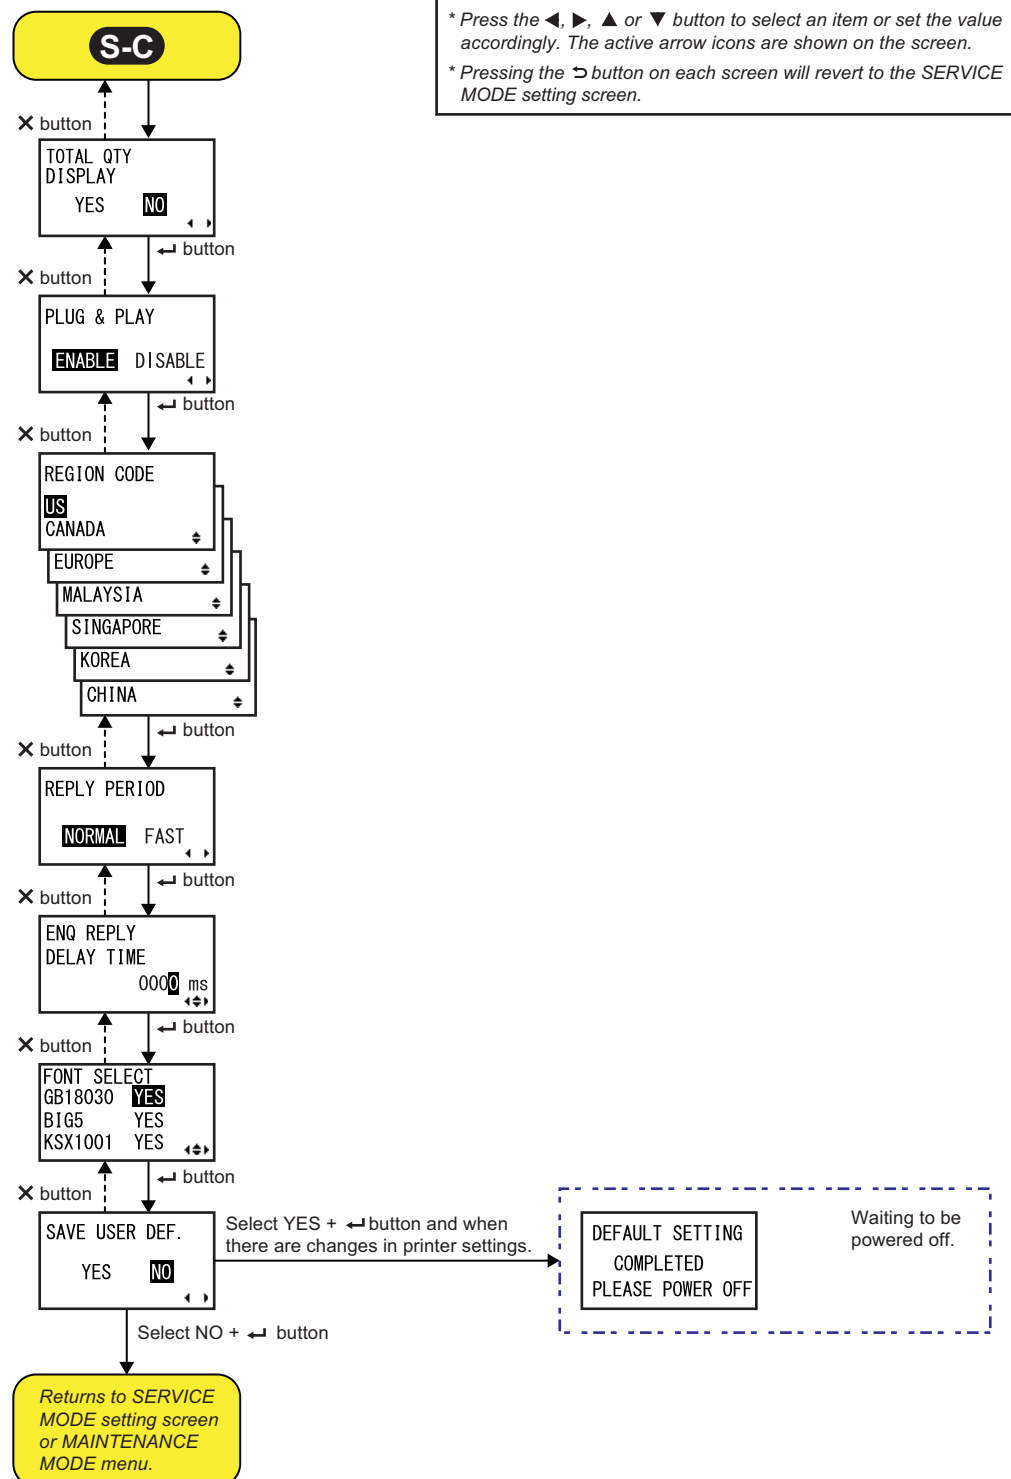 S-C
* Press the ◀, ▶, ▲ or ▼ button to select an item or set the value
accordingly. The active arrow icons are shown on the screen.
* Pressing the ⮌ button on each screen will revert to the SERVICE
MODE setting screen.
✕ button
TOTAL QTY
DISPLAY
YES NO
↵ button
✕ button
PLUG & PLAY
ENABLE DISABLE
↵ button
✕ button
REGION CODE
US
CANADA
EUROPE
MALAYSIA
SINGAPORE
KOREA
CHINA
↵ button
✕ button
REPLY PERIOD
NORMAL FAST
↵ button
✕ button
ENQ REPLY
DELAY TIME
0000 ms
↵ button
✕ button
FONT SELECT
GB18030 YES
BIG5 YES
KSX1001 YES
↵ button
✕ button
SAVE USER DEF.
YES NO
Select YES + ↵ button and when
there are changes in printer settings.
DEFAULT SETTING
COMPLETED
PLEASE POWER OFF
Waiting to be
powered off.
Select NO + ↵ button
Returns to SERVICE
MODE setting screen
or MAINTENANCE
MODE menu.